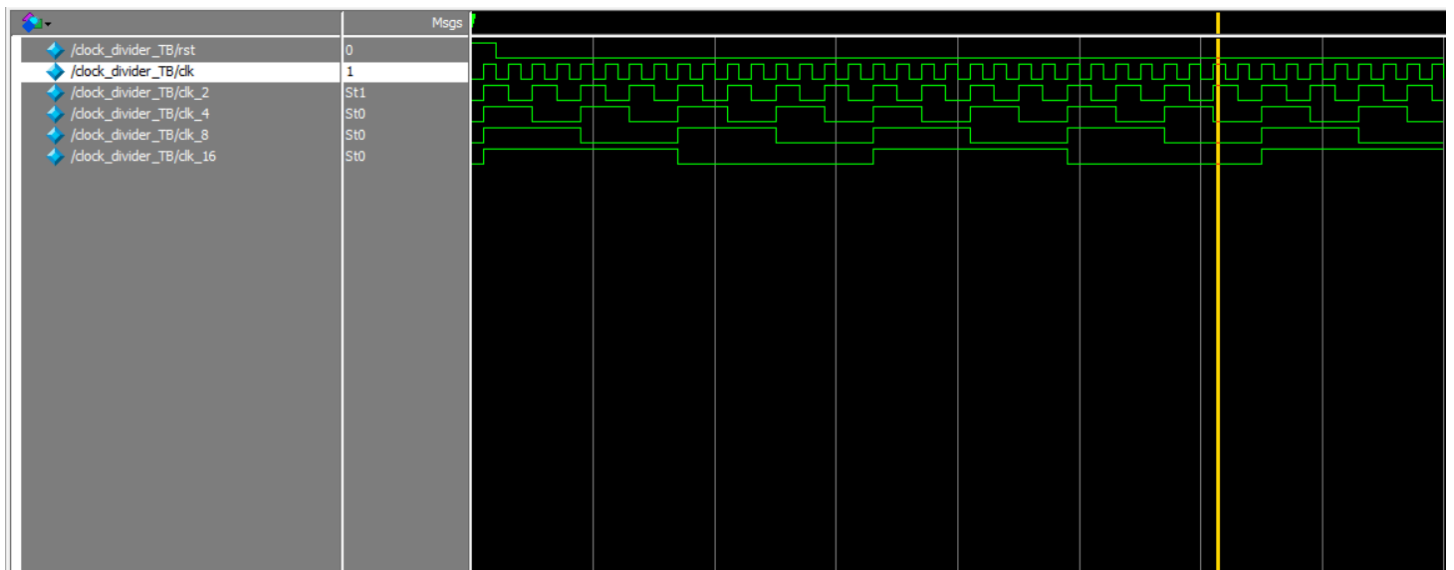 Msgs
/clock_divider_TB/rst 0
/clock_divider_TB/clk 1
/clock_divider_TB/clk_2 St1
/clock_divider_TB/clk_4 St0
/clock_divider_TB/clk_8 St0
/clock_divider_TB/clk_16 St0